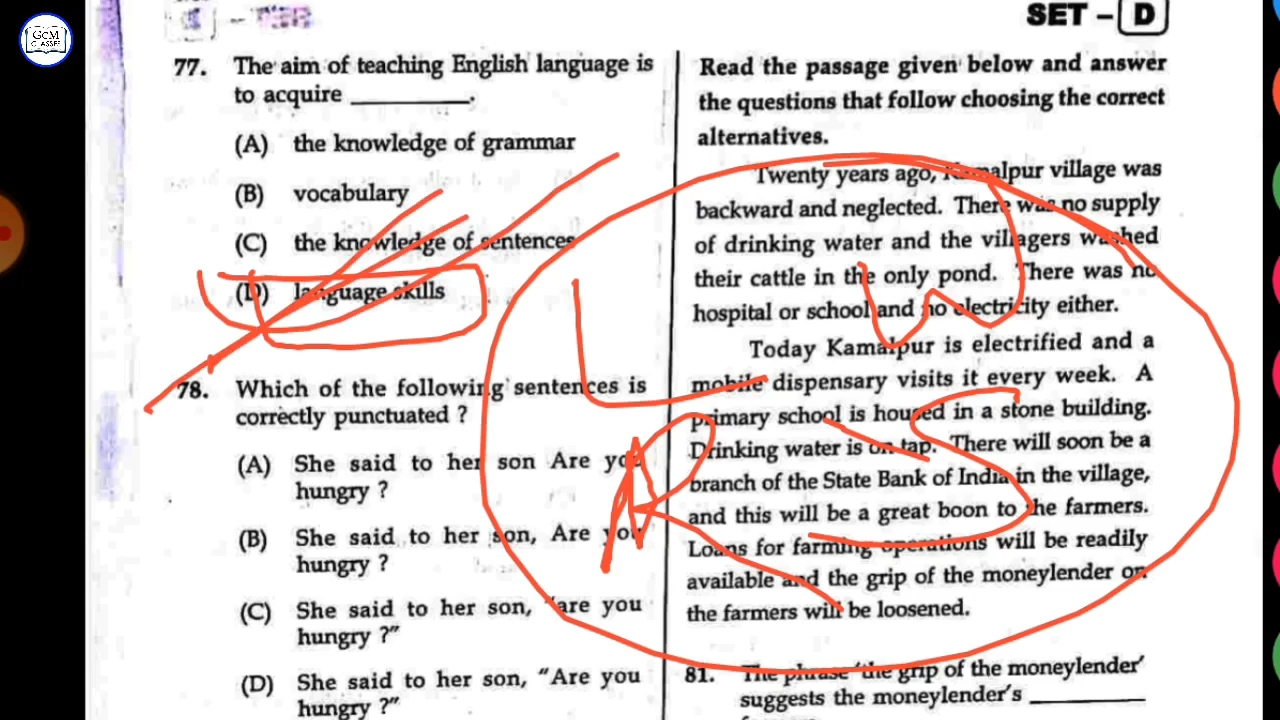 GCM
CLASSES
SET - D
77. The aim of teaching English language is
to acquire ________.
(A) the knowledge of grammar
(B) vocabulary
(C) the knowledge of sentences
(D) language skills
78. Which of the following sentences is
correctly punctuated ?
(A) She said to her son Are you
hungry ?
(B) She said to her son, Are you
hungry ?
(C) She said to her son, "are you
hungry ?"
(D) She said to her son, "Are you
hungry ?"
Read the passage given below and answer
the questions that follow choosing the correct
alternatives.
Twenty years ago, Kamalpur village was
backward and neglected. There was no supply
of drinking water and the villagers washed
their cattle in the only pond. There was no
hospital or school and no electricity either.
Today Kamalpur is electrified and a
mobile dispensary visits it every week. A
primary school is housed in a stone building.
Drinking water is on tap. There will soon be a
branch of the State Bank of India in the village,
and this will be a great boon to the farmers.
Loans for farming operations will be readily
available and the grip of the moneylender on
the farmers will be loosened.
81. The phrase 'the grip of the moneylender'
suggests the moneylender's ________
L
R
S
W